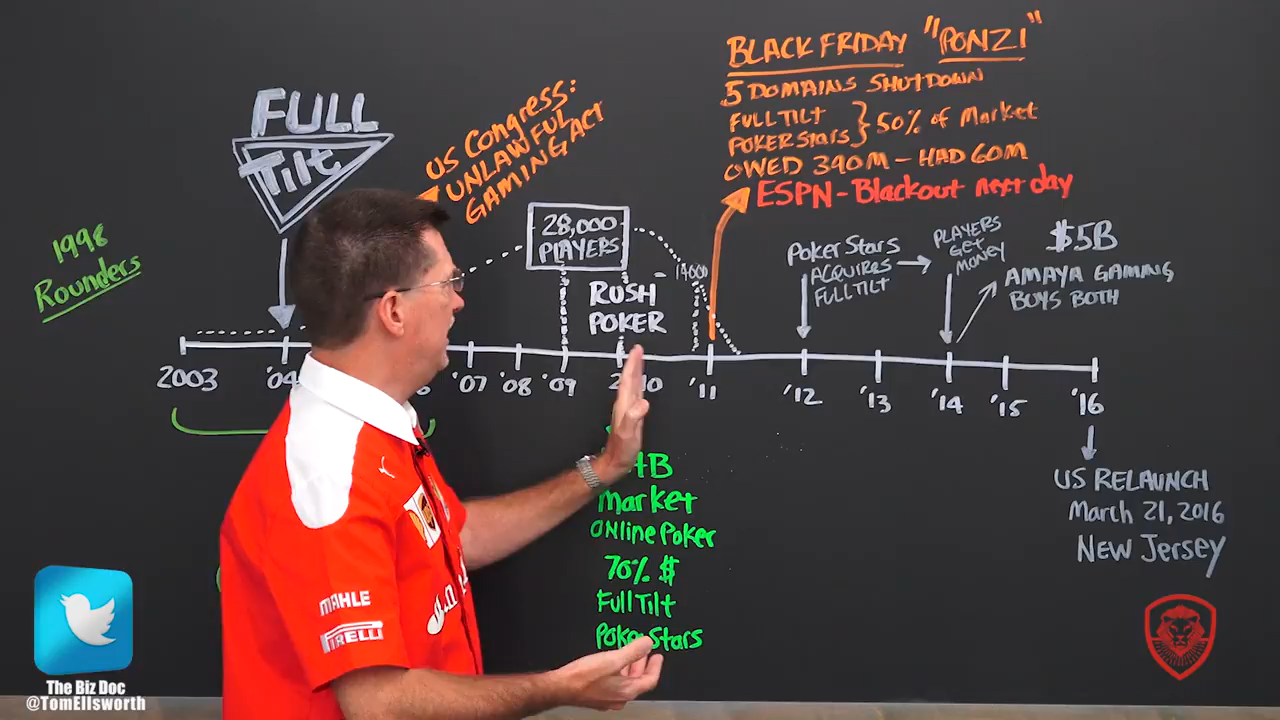 BLACK FRIDAY "PONZI"
5 DOMAINS SHUTDOWN
FULL TILT
POKERSTARS } 50% of Market
OWED 390M - HAD 60M
ESPN - Blackout next day
FULL
Tilt
US Congress:
UNLAWFUL
GAMING ACT
1998
Rounders
28,000
PLAYERS
14000
RUSH
POKER
Poker Stars
ACQUIRES
FULL TILT
PLAYERS
GET
MONEY
$5B
AMAYA GAMING
BUYS BOTH
2003
'04
'07
'08
'09
'11
'12
'13
'14
'15
'16
US RELAUNCH
March 21, 2016
NEW JERSEY
Market
ONline Poker
70% $
Full Tilt
PokerStars
MAHLE
PIRELLI
The Biz Doc
@TomEllsworth